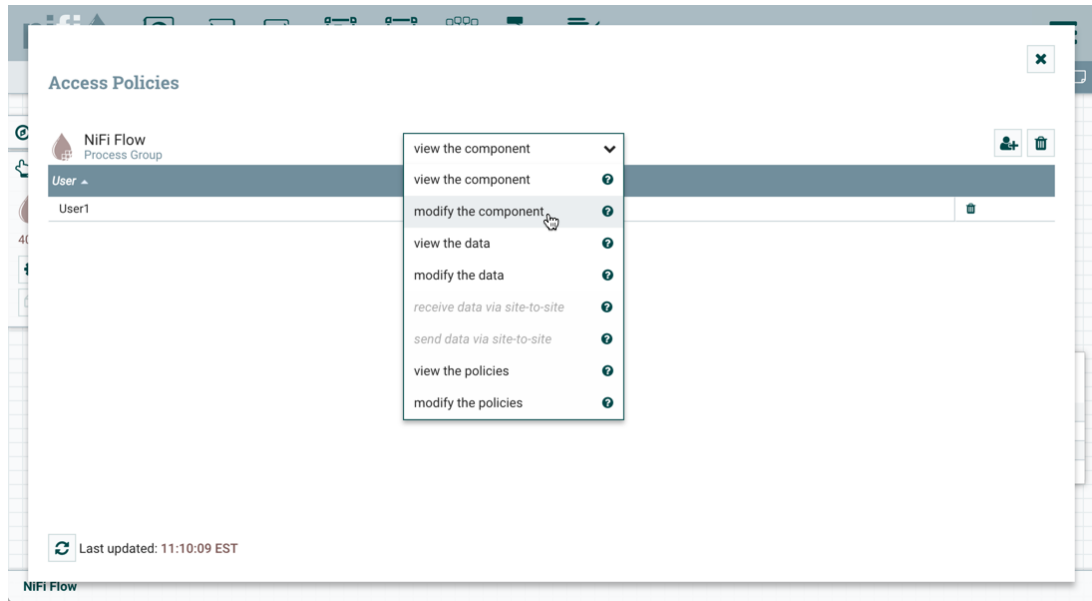 Access Policies
NiFi Flow
Process Group
view the component
User
view the component
User1
modify the component
view the data
modify the data
receive data via site-to-site
send data via site-to-site
view the policies
modify the policies
Last updated: 11:10:09 EST
NiFi Flow